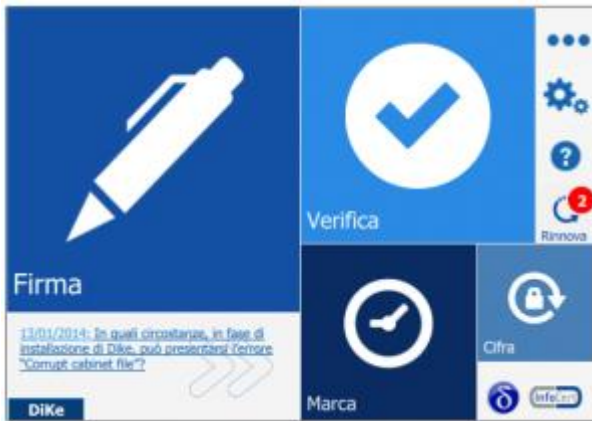 Firma
Verifica
?
2
Rinnova
Marca
Cifra
13/01/2014: In quali circostanze, in fase di
installazione di Dike, può presentarsi l'errore
"Corrupt cabinet file"?
DiKe
δ
InfoCert